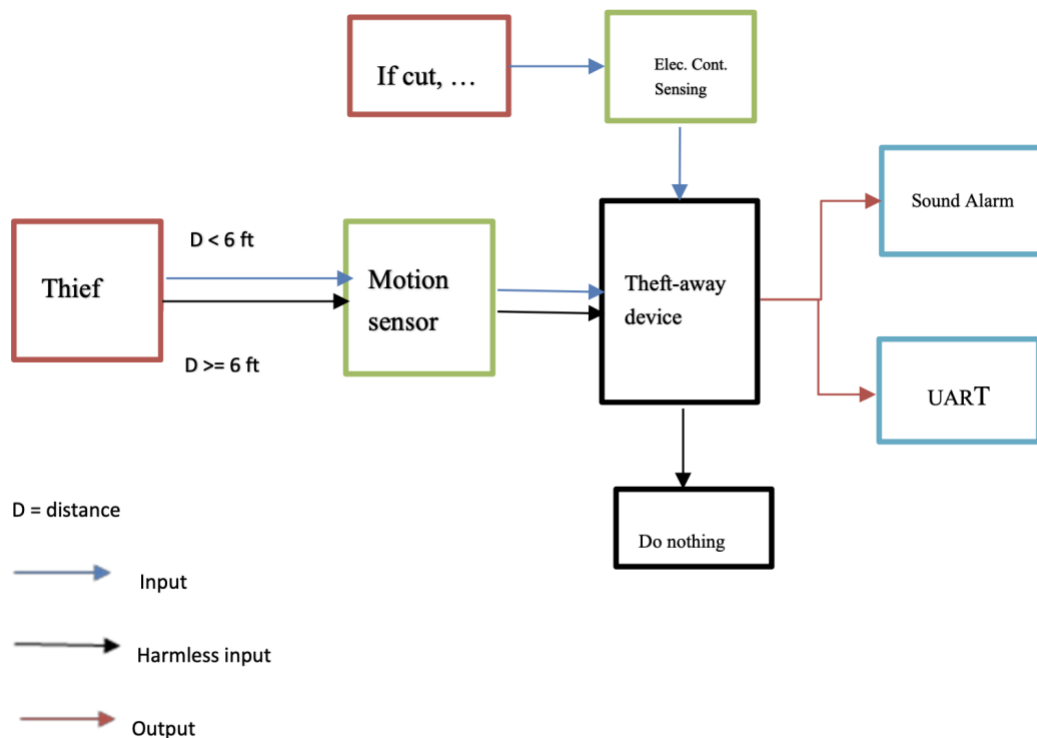 If cut, …
Elec. Cont.
Sensing
Sound Alarm
D < 6 ft
Thief
Motion
sensor
Theft-away
device
D >= 6 ft
UART
D = distance
Do nothing
Input
Harmless input
Output